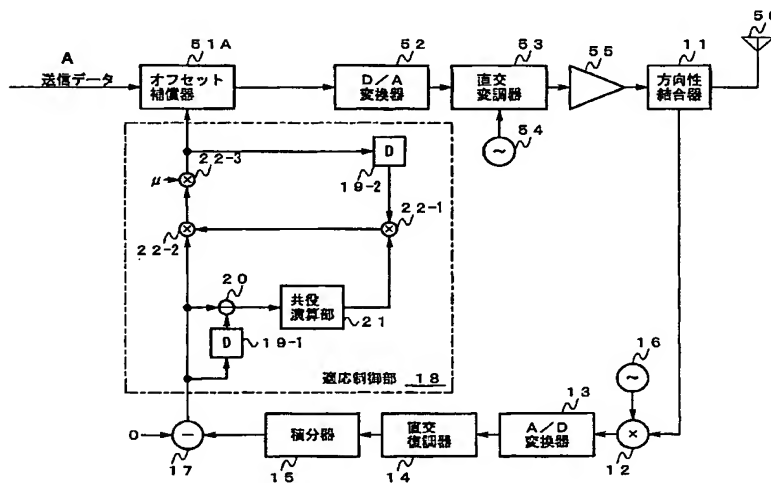 A
送信データ
51A
オフセット
補償器
52
D/A
変換器
53
直交
変調器
54
~
55
11
方向性
結合器
D
19-2
22-3
μ
×
22-2
×
22-1
×
20
共役
演算部
21
D
19-1
適応制御部 18
16
~
13
A/D
変換器
×
12
直交
復調器
14
積分器
15
0
−
17